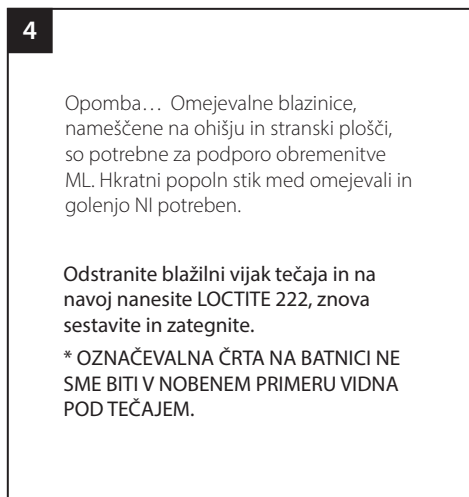 4
Opomba… Omejevalne blazinice,
nameščene na ohišju in stranski plošči,
so potrebne za podporo obremenitve
ML. Hkratni popoln stik med omejevali in
golenjo NI potreben.
Odstranite blažilni vijak tečaja in na
navoj nanesite LOCTITE 222, znova
sestavite in zategnite.
* OZNAČEVALNA ČRTA NA BATNICI NE
SME BITI V NOBENEM PRIMERU VIDNA
POD TEČAJEM.